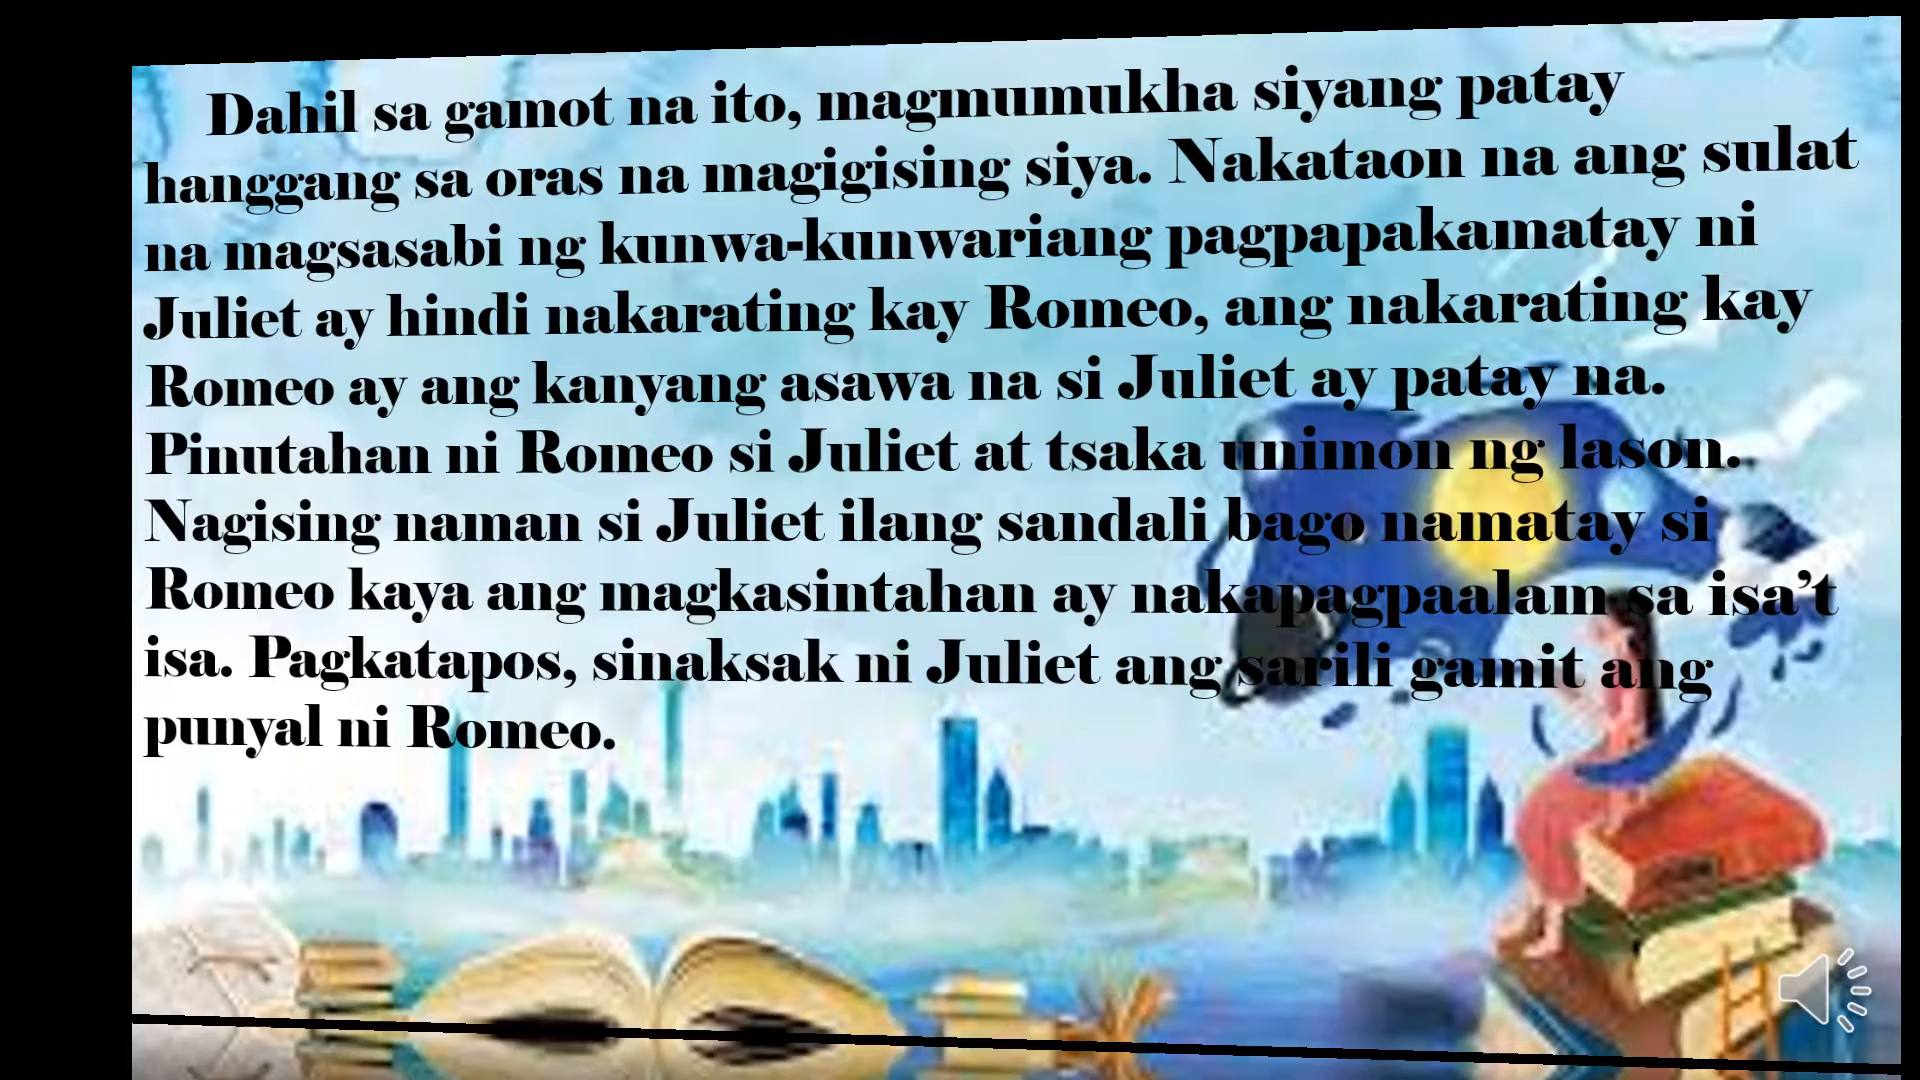 Dahil sa gamot na ito, magmumukha siyang patay
hanggang sa oras na magigising siya. Nakataon na ang sulat
na magsasabi ng kunwa-kunwariang pagpapakamatay ni
Juliet ay hindi nakarating kay Romeo, ang nakarating kay
Romeo ay ang kanyang asawa na si Juliet ay patay na.
Pinutahan ni Romeo si Juliet at tsaka unimon ng lason.
Nagising naman si Juliet ilang sandali bago namatay si
Romeo kaya ang magkasintahan ay nakapagpaalam sa isa’t
isa. Pagkatapos, sinaksak ni Juliet ang sarili gamit ang
punyal ni Romeo.